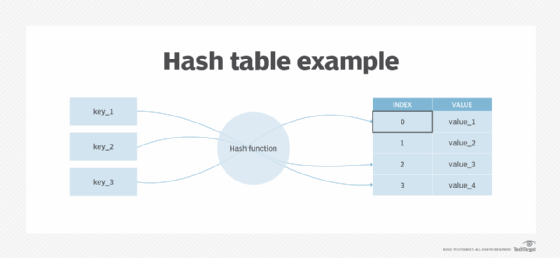 Hash table example
key_1
key_2
key_3
Hash function
INDEX VALUE
0 value_1
1 value_2
2 value_3
3 value_4
TechTarget